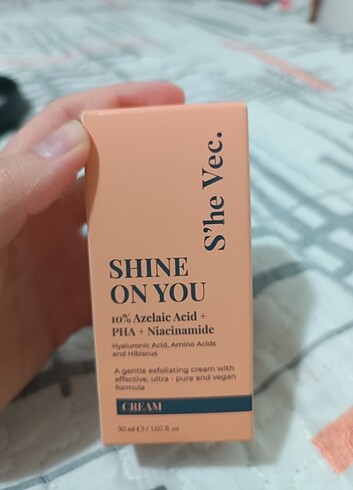 S'he Vec.
SHINE
ON YOU
10% Azelaic Acid +
PHA + Niacinamide
Hyaluronic Acid, Amino Acids
and Hibiscus
A gentle exfoliating cream with
effective, ultra - pure and vegan
formula
CREAM
30 ml ℮ / 1.02 fl. oz